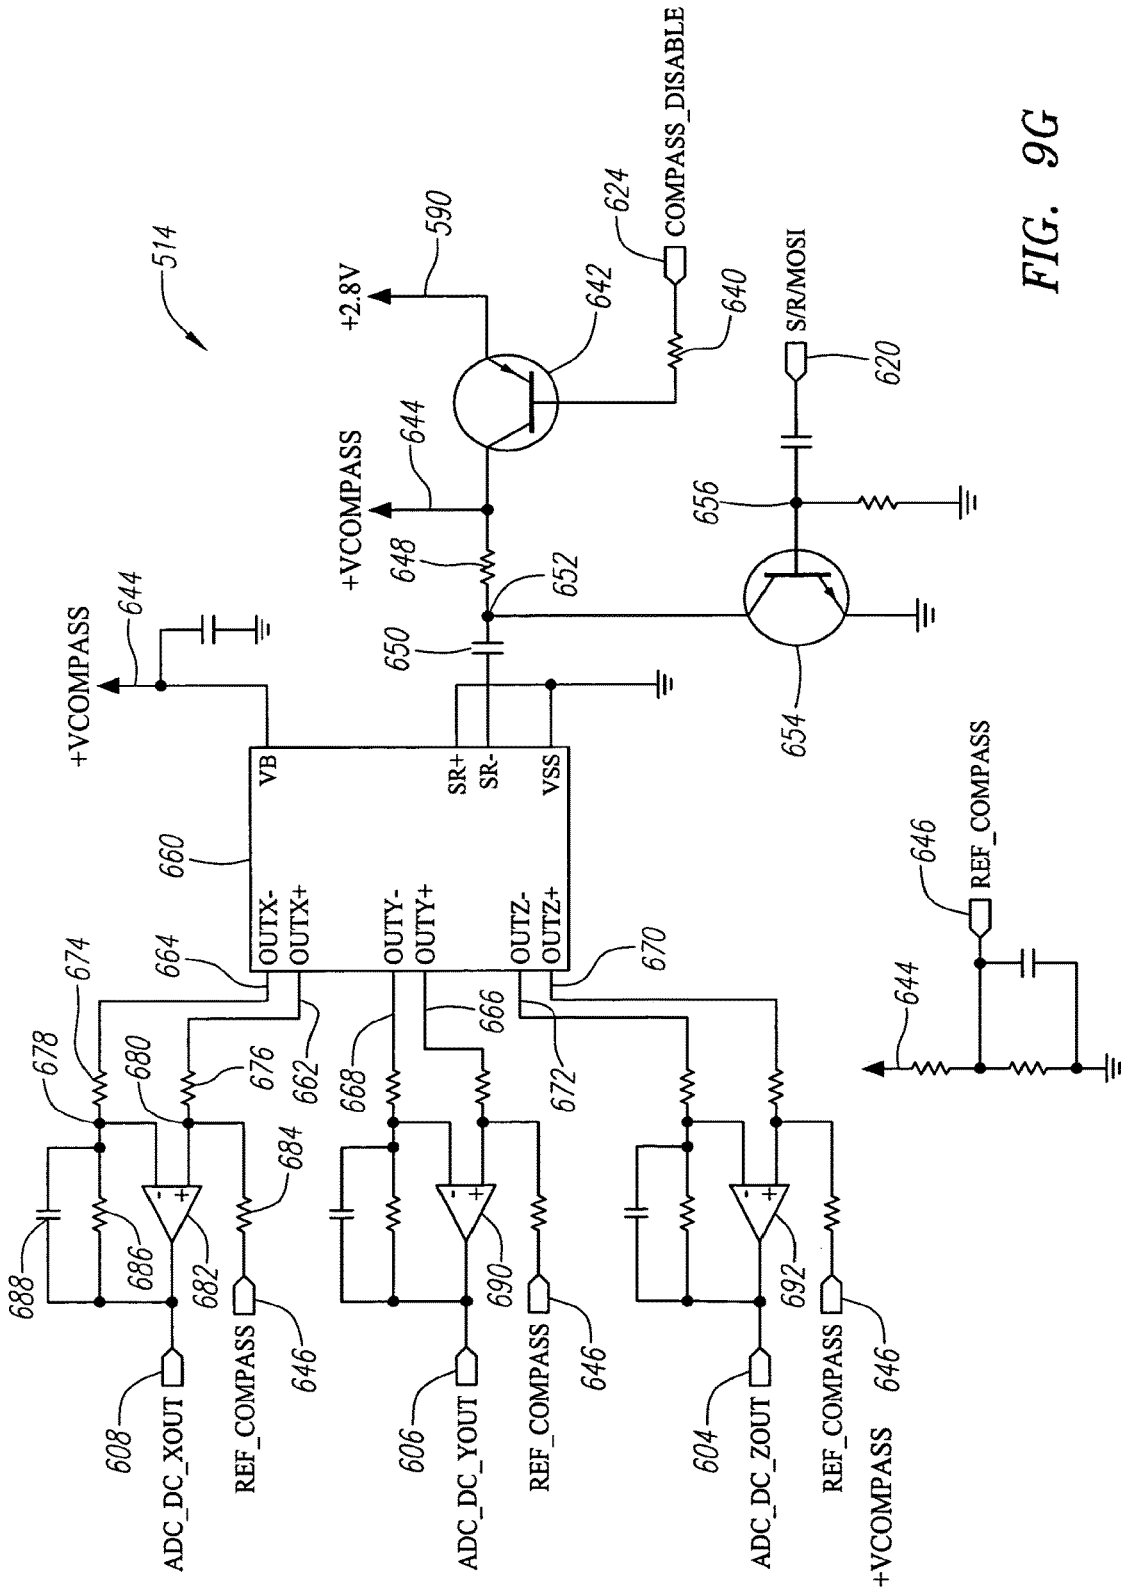 514
+VCOMPASS
644
+VCOMPASS
644
+2.8V
590
660
VB
SR+
SR-
VSS
OUTX-
OUTX+
OUTY-
OUTY+
OUTZ-
OUTZ+
650
648
652
642
640
624
COMPASS_DISABLE
656
654
620
S/R/MOSI
674
664
678
680
676
662
688
686
682
684
608
ADC_DC_XOUT
REF_COMPASS
646
668
666
690
606
ADC_DC_YOUT
REF_COMPASS
646
672
670
692
604
ADC_DC_ZOUT
REF_COMPASS
646
+VCOMPASS
644
646
REF_COMPASS
FIG. 9G